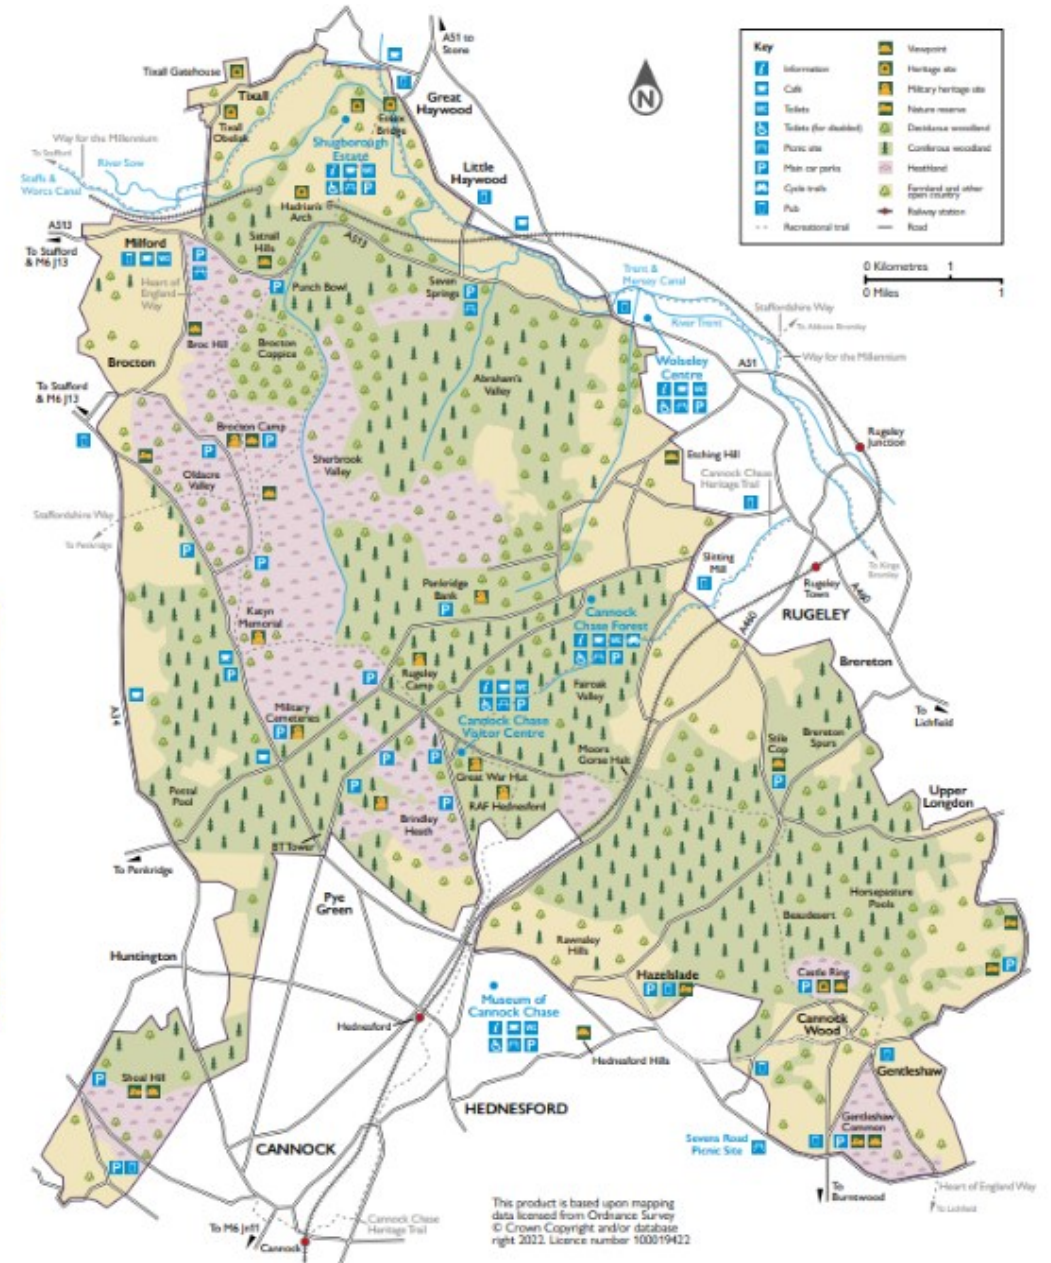 A51 to
Stone
Tixall Gatehouse
Tixall
Tixall
Obelisk
Essex
Bridge
Great
Haywood
Shugborough
Estate
Way for the Millennium
To Stafford
River Sow
Staffs &
Worcs Canal
Little
Haywood
Hadrian's
Arch
A513
To Stafford
& M6 J13
Milford
Satnall
Hills
A513
Heart of
England
Way
Punch Bowl
Seven
Springs
Trent &
Mersey Canal
River Trent
Staffordshire Way
To Abbots Bromley
Way for the Millennium
Broc Hill
Brocton
Coppice
Brocton
Wolseley
Centre
A51
Abraham's
Valley
To Stafford
& M6 J13
Brocton Camp
Rugeley
Junction
Etching Hill
Cannock Chase
Heritage Trail
Oldacre
Valley
Sherbrook
Valley
Staffordshire Way
To Penkridge
Slitting
Mill
To Kings
Bromley
Rugeley
Town
A460
RUGELEY
A460
Penkridge
Bank
Cannock
Chase Forest
Katyn
Memorial
Brereton
To
Lichfield
Rugeley
Camp
Fairoak
Valley
A34
Military
Cemeteries
Cannock Chase
Visitor Centre
Stile
Cop
Brereton
Spurs
Moors
Gorse Halt
Great War Hut
RAF Hednesford
Upper
Longdon
Pottal
Pool
Brindley
Heath
BT Tower
To Penkridge
Pye
Green
Horsepasture
Pools
Beaudesert
Rawnsley
Hills
Huntington
Hazelslade
Castle Ring
Museum of
Cannock Chase
Cannock
Wood
Hednesford
Hednesford Hills
Gentleshaw
Shoal Hill
HEDNESFORD
Gentleshaw
Common
CANNOCK
Sevens Road
Picnic Site
To
Burntwood
Heart of England Way
To Lichfield
To M6 Jn11
Cannock
Cannock Chase
Heritage Trail
This product is based upon mapping
data licensed from Ordnance Survey
© Crown Copyright and/or database
right 2022. Licence number 100019422
N
Key
Information
Café
Toilets
Toilets (for disabled)
Picnic site
Main car parks
Cycle trails
Pub
Recreational trail
Viewpoint
Heritage site
Military heritage site
Nature reserve
Deciduous woodland
Coniferous woodland
Heathland
Farmland and other
open country
Railway station
Road
0 Kilometres 1
0 Miles 1